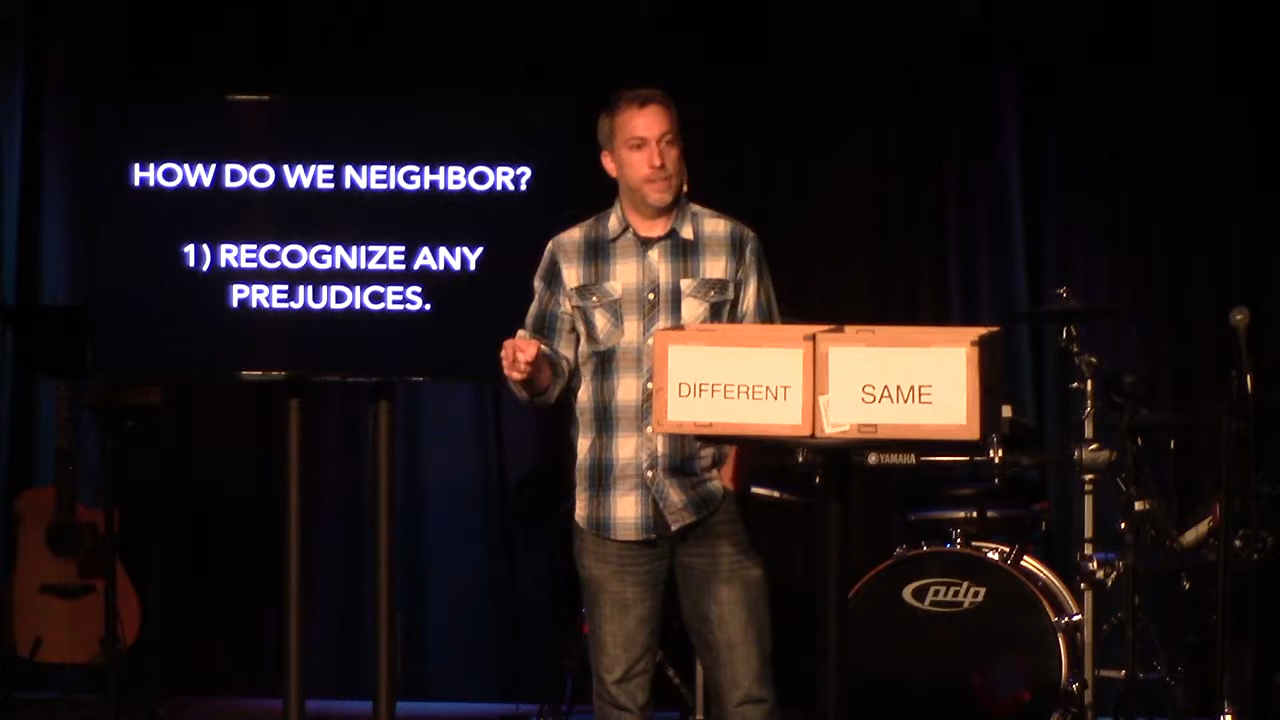 HOW DO WE NEIGHBOR?
1) RECOGNIZE ANY
PREJUDICES.
DIFFERENT
SAME
YAMAHA
pdp